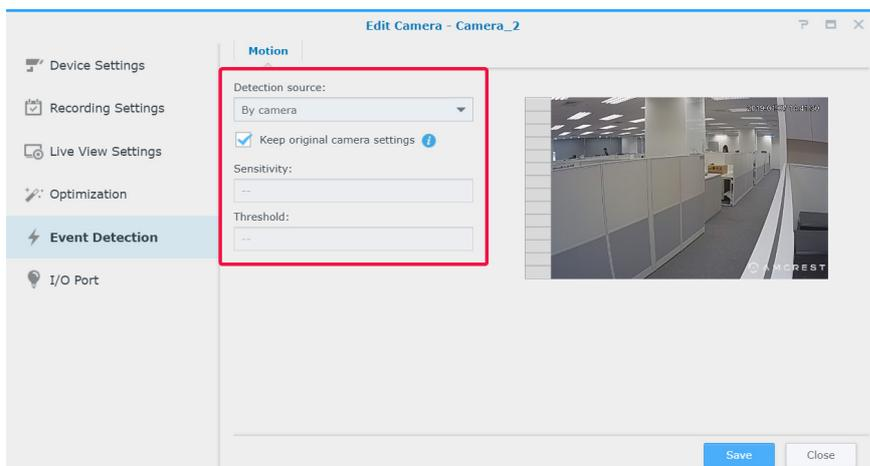 Edit Camera - Camera_2
Device Settings
Recording Settings
Live View Settings
Optimization
Event Detection
I/O Port
Motion
Detection source:
By camera
Keep original camera settings
Sensitivity:
--
Threshold:
--
AMCREST
Save
Close